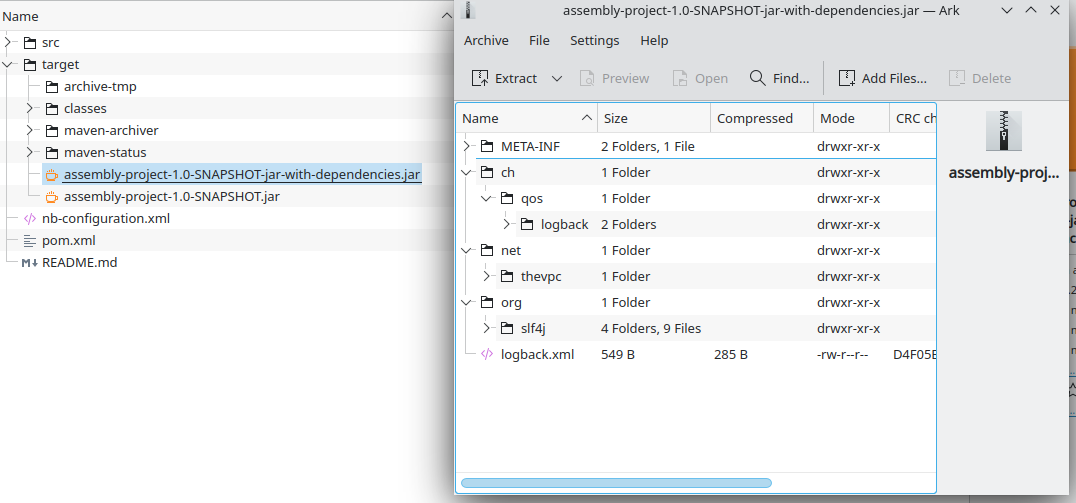 Name
src
target
archive-tmp
classes
maven-archiver
maven-status
assembly-project-1.0-SNAPSHOT-jar-with-dependencies.jar
assembly-project-1.0-SNAPSHOT.jar
nb-configuration.xml
pom.xml
M↓ README.md
assembly-project-1.0-SNAPSHOT-jar-with-dependencies.jar — Ark
Archive File Settings Help
Extract Preview Open Find... Add Files... Delete
Name Size Compressed Mode CRC ch
META-INF 2 Folders, 1 File drwxr-xr-x
ch 1 Folder drwxr-xr-x
qos 1 Folder drwxr-xr-x
logback 2 Folders drwxr-xr-x
net 1 Folder drwxr-xr-x
thevpc 1 Folder drwxr-xr-x
org 1 Folder drwxr-xr-x
slf4j 4 Folders, 9 Files drwxr-xr-x
logback.xml 549 B 285 B -rw-r--r-- D4F05
assembly-proj...